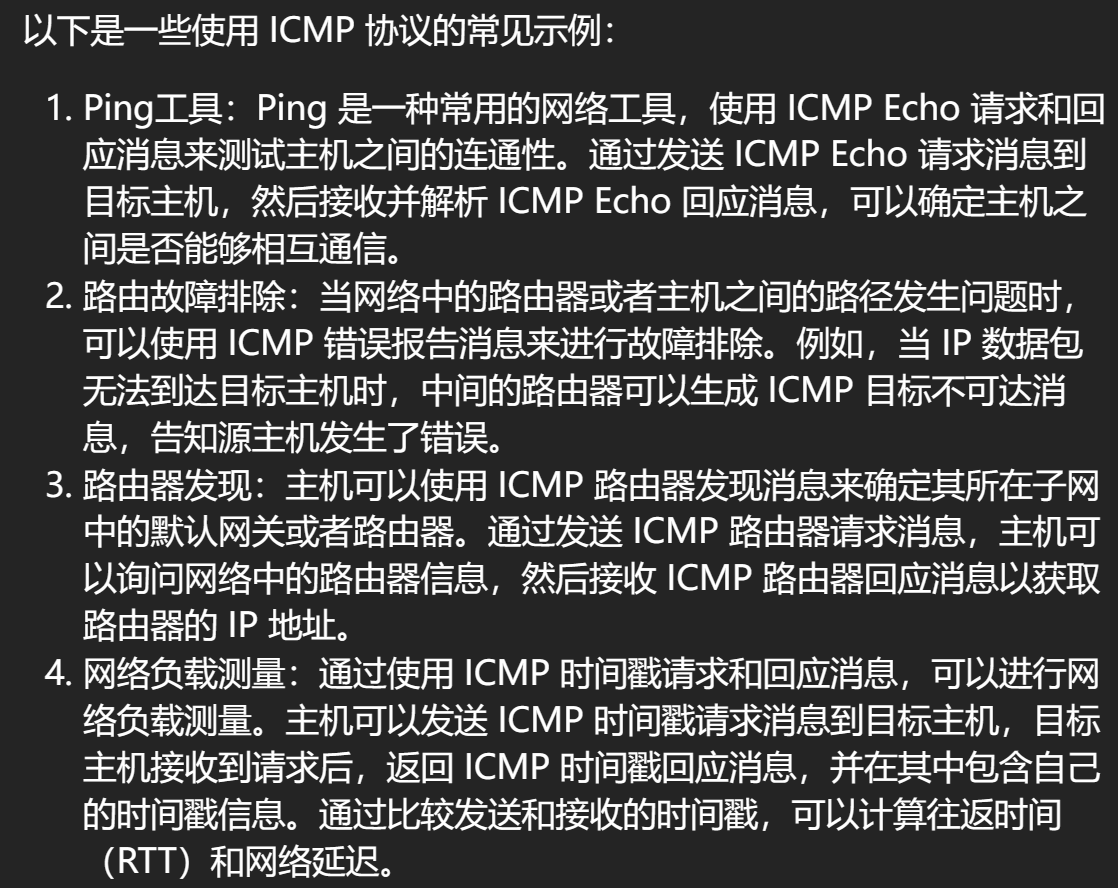 以下是一些使用 ICMP 协议的常见示例：
1. Ping工具：Ping 是一种常用的网络工具，使用 ICMP Echo 请求和回
应消息来测试主机之间的连通性。通过发送 ICMP Echo 请求消息到
目标主机，然后接收并解析 ICMP Echo 回应消息，可以确定主机之
间是否能够相互通信。
2. 路由故障排除：当网络中的路由器或者主机之间的路径发生问题时，
可以使用 ICMP 错误报告消息来进行故障排除。例如，当 IP 数据包
无法到达目标主机时，中间的路由器可以生成 ICMP 目标不可达消
息，告知源主机发生了错误。
3. 路由器发现：主机可以使用 ICMP 路由器发现消息来确定其所在子网
中的默认网关或者路由器。通过发送 ICMP 路由器请求消息，主机可
以询问网络中的路由器信息，然后接收 ICMP 路由器回应消息以获取
路由器的 IP 地址。
4. 网络负载测量：通过使用 ICMP 时间戳请求和回应消息，可以进行网
络负载测量。主机可以发送 ICMP 时间戳请求消息到目标主机，目标
主机接收到请求后，返回 ICMP 时间戳回应消息，并在其中包含自己
的时间戳信息。通过比较发送和接收的时间戳，可以计算往返时间
（RTT）和网络延迟。